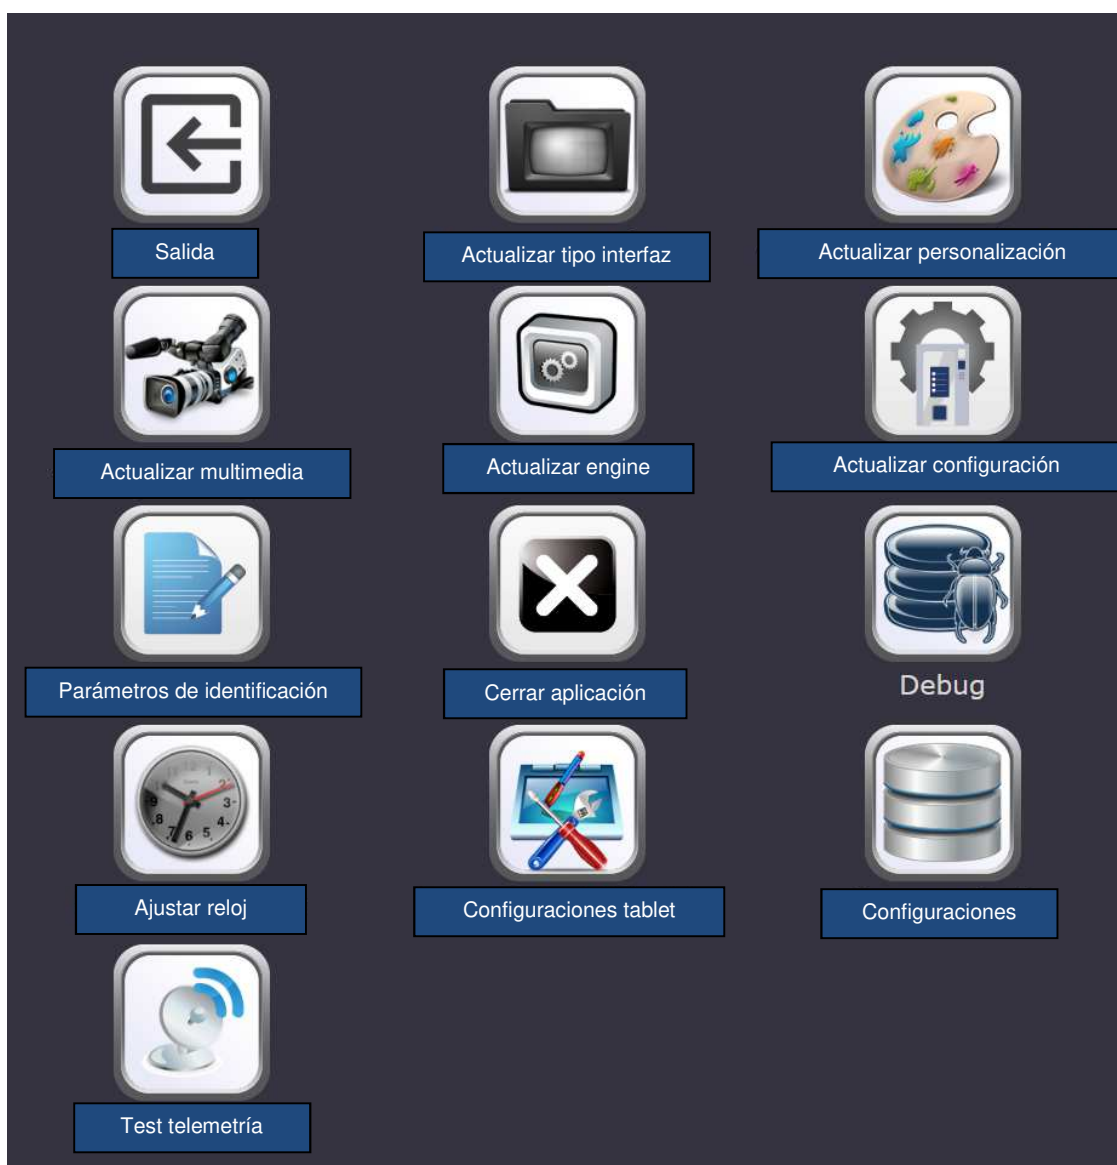 Salida
Actualizar tipo interfaz
Actualizar personalización
Actualizar multimedia
Actualizar engine
Actualizar configuración
Parámetros de identificación
Cerrar aplicación
Debug
Ajustar reloj
Configuraciones tablet
Configuraciones
Test telemetría